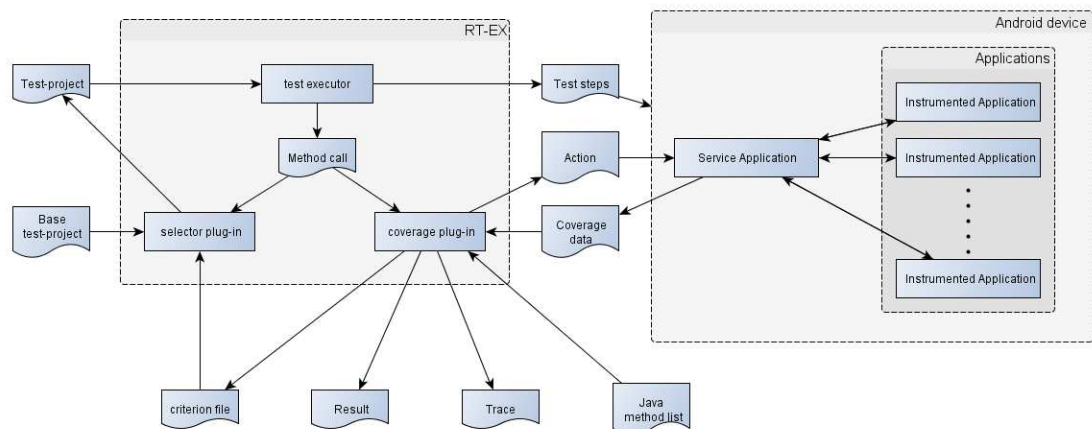 RT-EX
Android device
Applications
Test-project
test executor
Test steps
Instrumented Application
Method call
Action
Service Application
Instrumented Application
Base
test-project
selector plug-in
coverage plug-in
Coverage
data
Instrumented Application
criterion file
Result
Trace
Java
method list